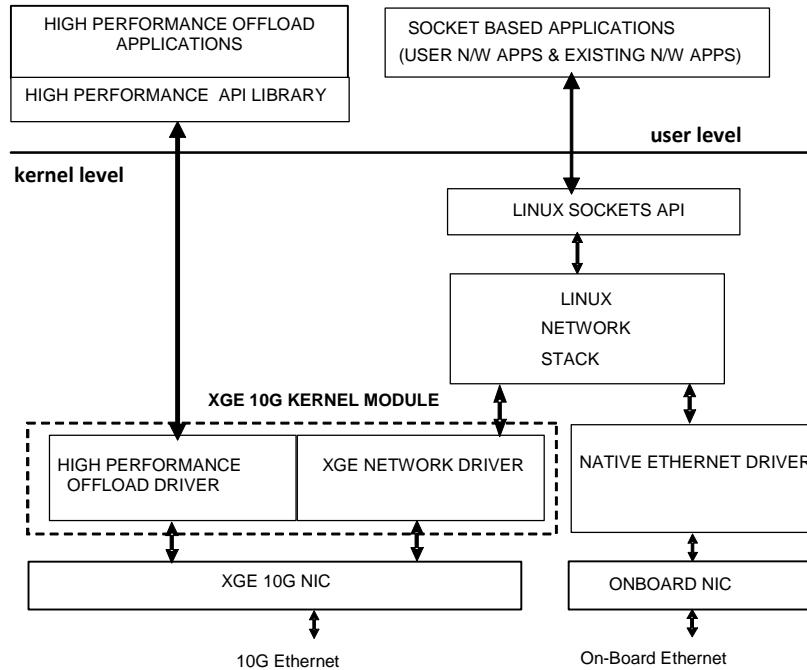 HIGH PERFORMANCE OFFLOAD
APPLICATIONS
HIGH PERFORMANCE API LIBRARY
SOCKET BASED APPLICATIONS
(USER N/W APPS & EXISTING N/W APPS)
user level
kernel level
LINUX SOCKETS API
LINUX
NETWORK
STACK
XGE 10G KERNEL MODULE
HIGH PERFORMANCE
OFFLOAD DRIVER
XGE NETWORK DRIVER
NATIVE ETHERNET DRIVER
XGE 10G NIC
ONBOARD NIC
10G Ethernet
On-Board Ethernet